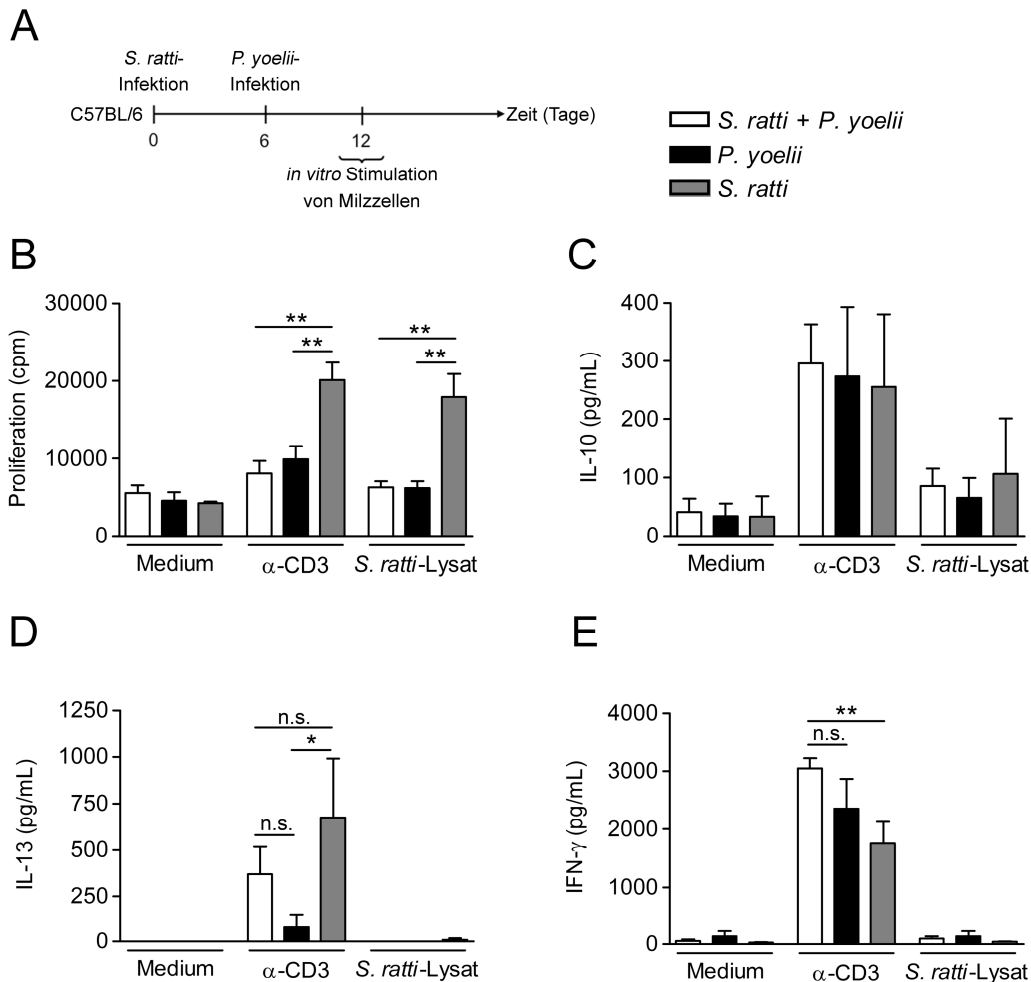 A
S. ratti-
Infektion
P. yoelii-
Infektion
C57BL/6
Zeit (Tage)
0
6
12
in vitro Stimulation
von Milzzellen
S. ratti + P. yoelii
P. yoelii
S. ratti
B
Proliferation (cpm)
30000
20000
10000
0
**
**
**
**
Medium
α-CD3
S. ratti-Lysat
C
IL-10 (pg/mL)
400
300
200
100
0
Medium
α-CD3
S. ratti-Lysat
D
IL-13 (pg/mL)
1250
1000
750
500
250
0
n.s.
*
n.s.
Medium
α-CD3
S. ratti-Lysat
E
IFN-γ (pg/mL)
4000
3000
2000
1000
0
**
n.s.
Medium
α-CD3
S. ratti-Lysat